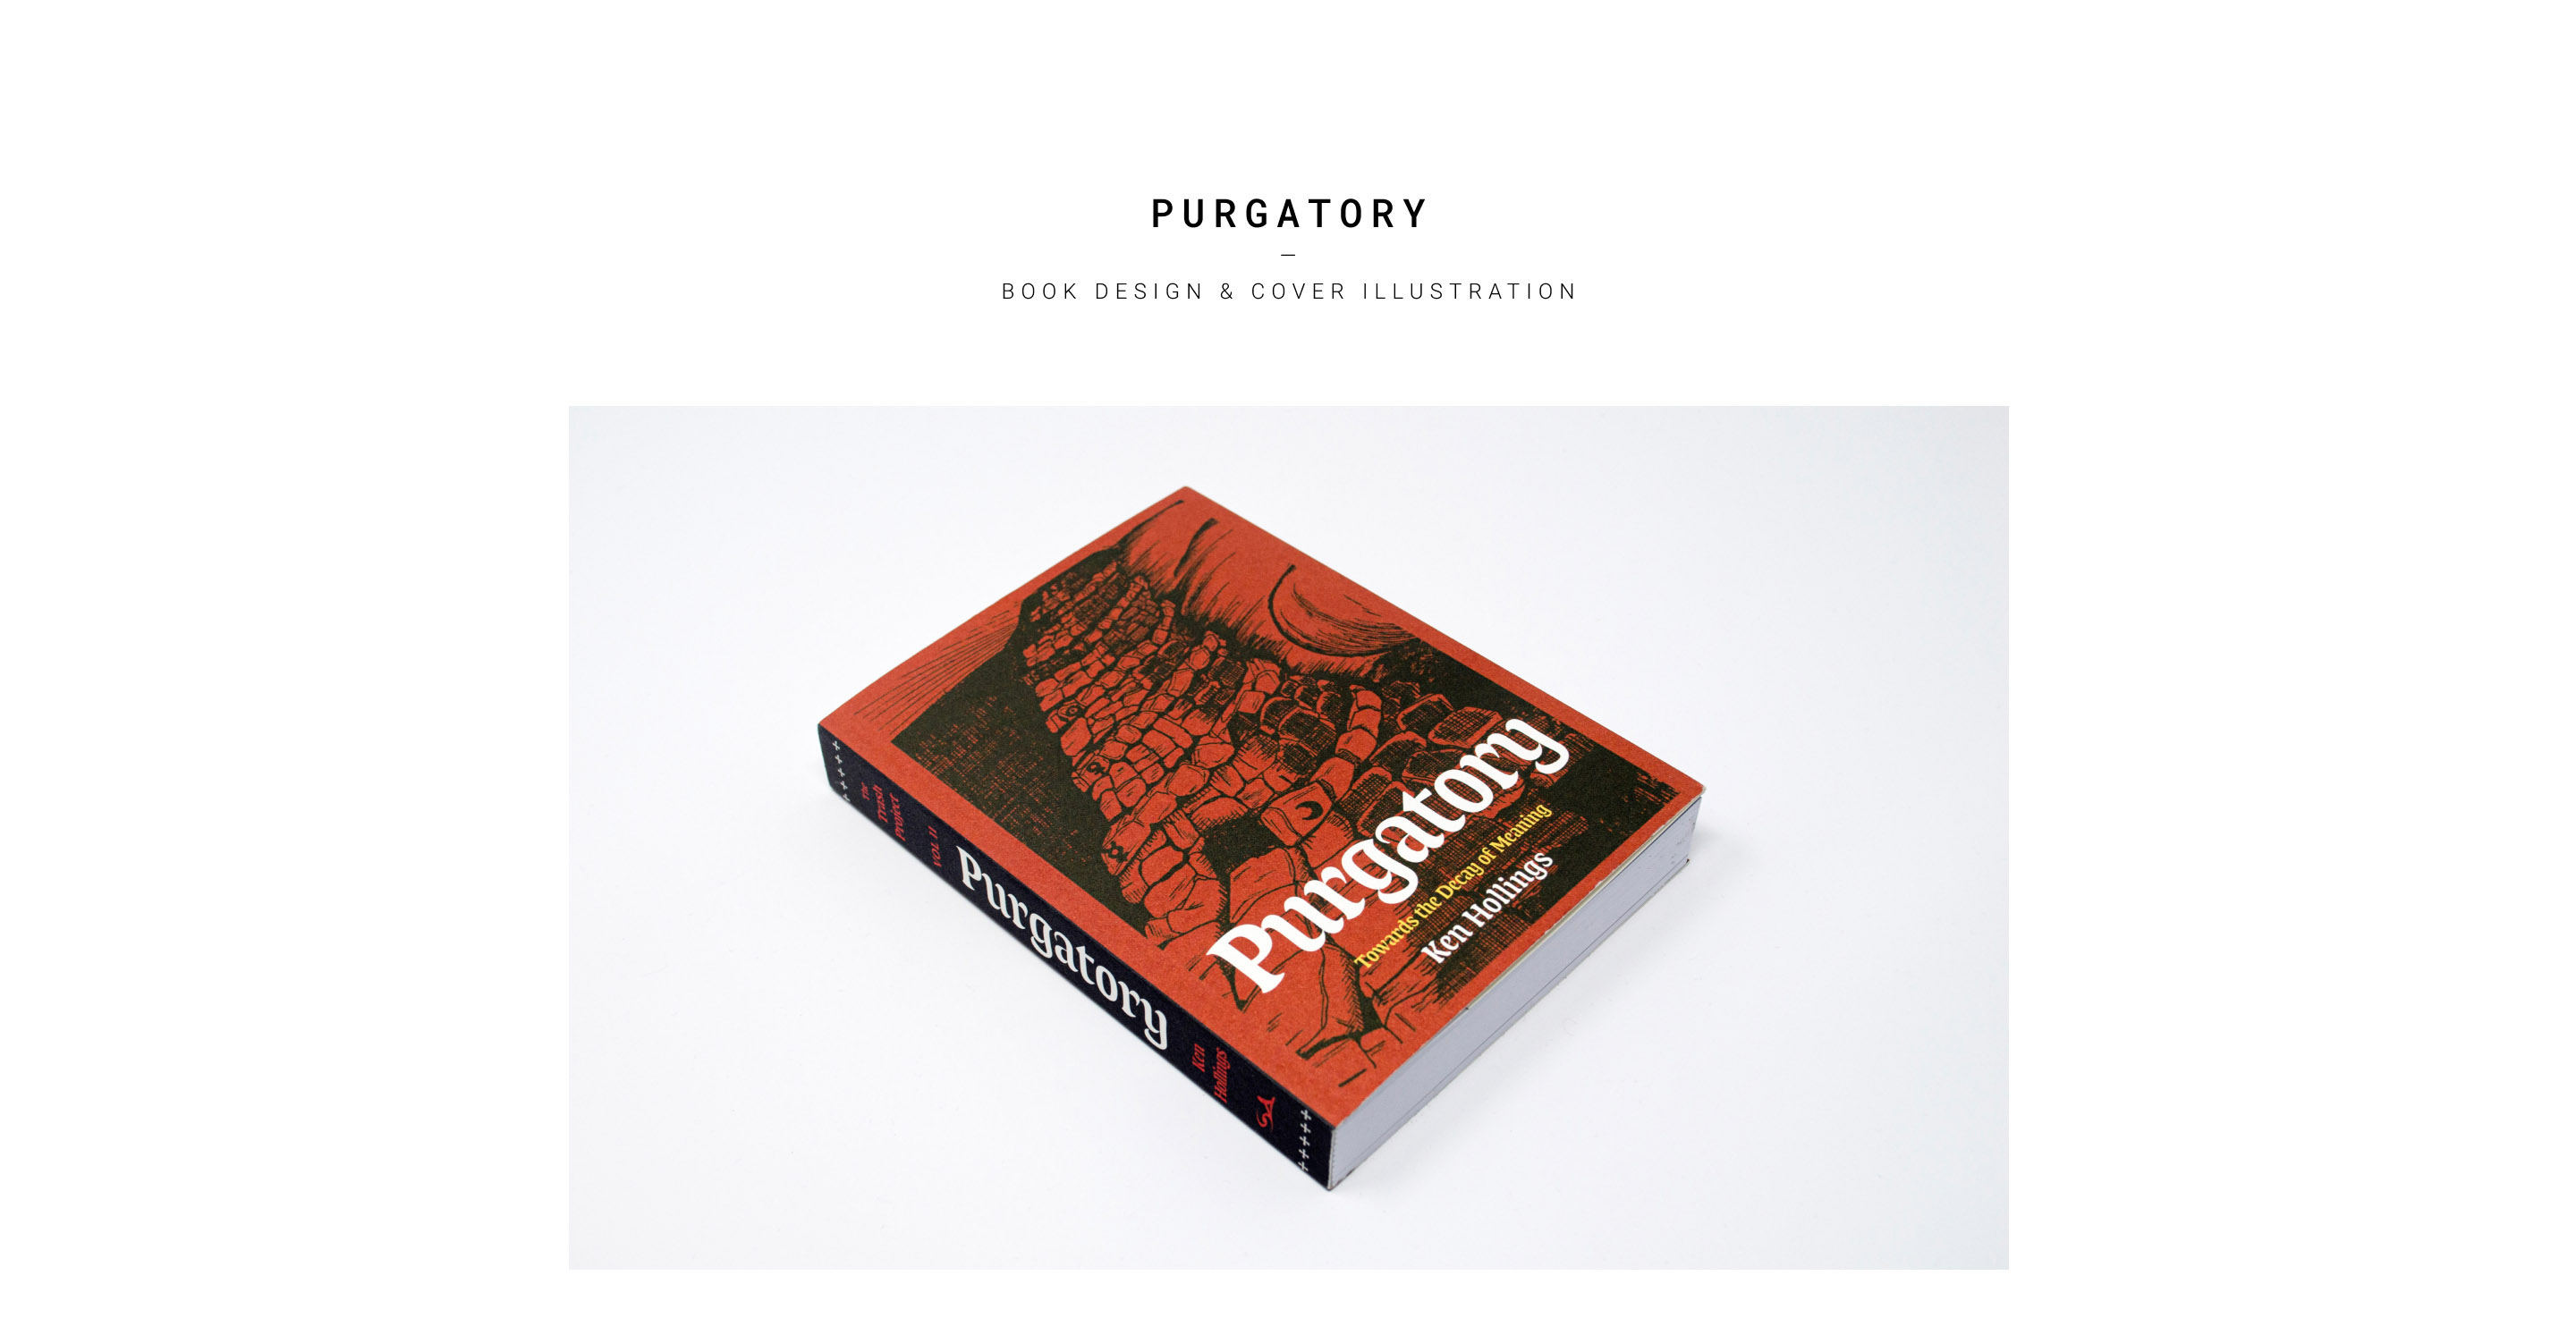 PURGATORY
–
BOOK DESIGN & COVER ILLUSTRATION
Purgatory
Towards the Decay of Meaning
Ken Hollings
The
Trash
Project
VOL II
Purgatory
Ken
Hollings
SA